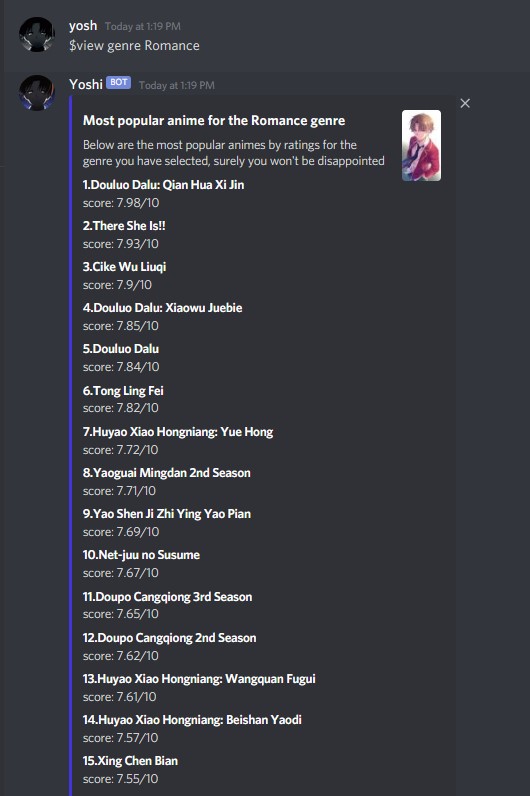 yosh Today at 1:19 PM
$view genre Romance
Yoshi BOT Today at 1:19 PM
Most popular anime for the Romance genre
Below are the most popular animes by ratings for the
genre you have selected, surely you won't be disappointed
1.Douluo Dalu: Qian Hua Xi Jin
score: 7.98/10
2.There She Is!!
score: 7.93/10
3.Cike Wu Liuqi
score: 7.9/10
4.Douluo Dalu: Xiaowu Juebie
score: 7.85/10
5.Douluo Dalu
score: 7.84/10
6.Tong Ling Fei
score: 7.82/10
7.Huyao Xiao Hongniang: Yue Hong
score: 7.72/10
8.Yaoguai Mingdan 2nd Season
score: 7.71/10
9.Yao Shen Ji Zhi Ying Yao Pian
score: 7.69/10
10.Net-juu no Susume
score: 7.67/10
11.Doupo Cangqiong 3rd Season
score: 7.65/10
12.Doupo Cangqiong 2nd Season
score: 7.62/10
13.Huyao Xiao Hongniang: Wangquan Fugui
score: 7.61/10
14.Huyao Xiao Hongniang: Beishan Yaodi
score: 7.57/10
15.Xing Chen Bian
score: 7.55/10